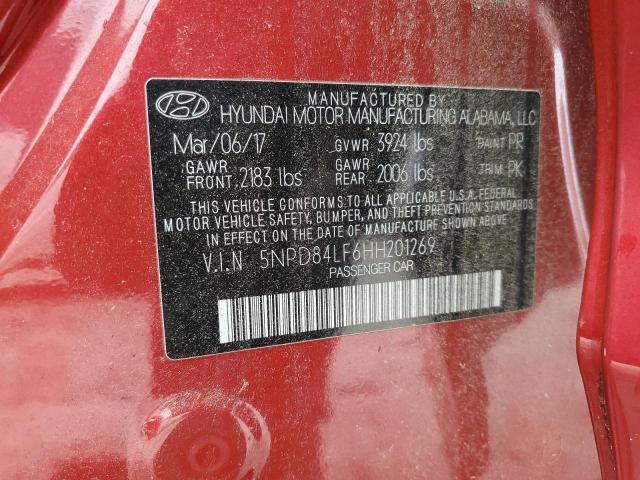 MANUFACTURED BY
HYUNDAI MOTOR MANUFACTURING ALABAMA, LLC
Mar/06/17 GVWR 3924 lbs PAINT PR
GAWR FRONT 2183 lbs GAWR REAR 2006 lbs TRIM PK
THIS VEHICLE CONFORMS TO ALL APPLICABLE U.S.A. FEDERAL
MOTOR VEHICLE SAFETY, BUMPER, AND THEFT PREVENTION STANDARDS
IN EFFECT ON THE DATE OF MANUFACTURE SHOWN ABOVE.
V.I.N 5NPD84LF6HH201269
PASSENGER CAR